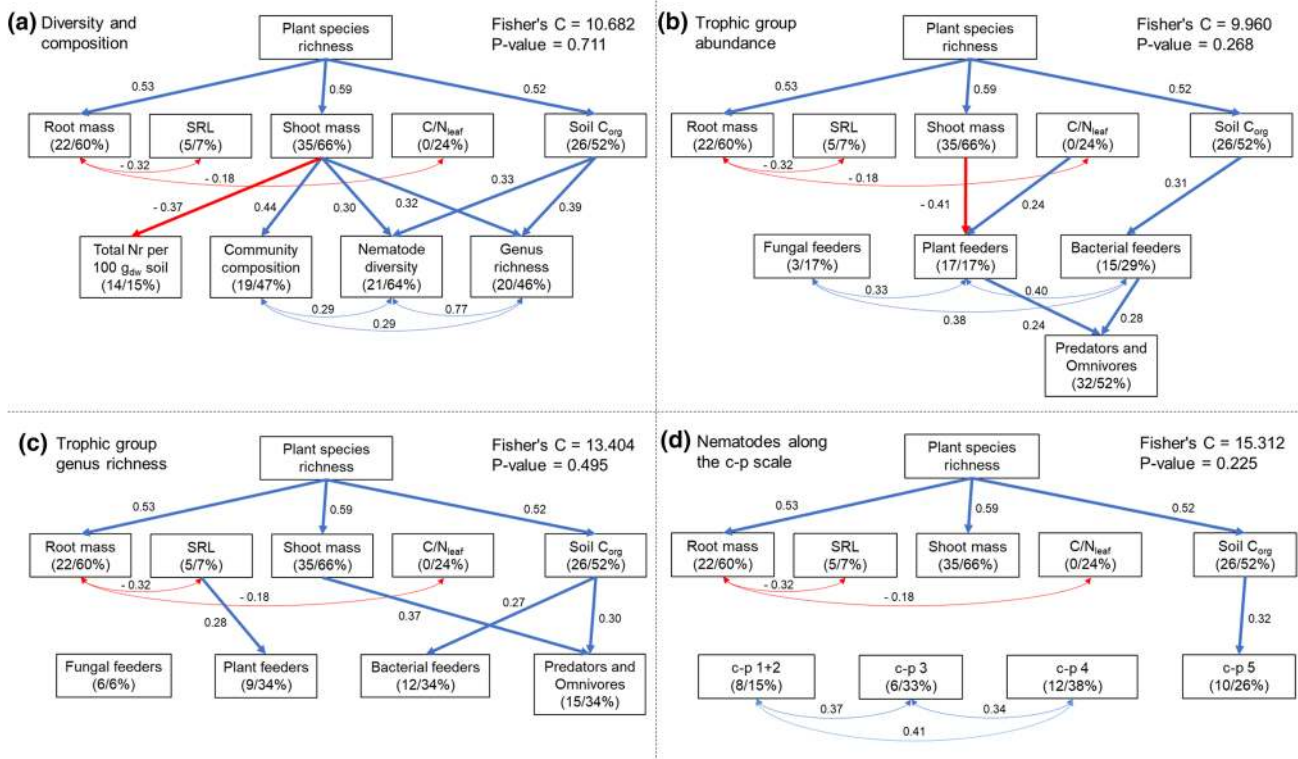 (a) Diversity and
composition
Fisher's C = 10.682
P-value = 0.711
Plant species
richness
0.53
0.59
0.52
Root mass
(22/60%)
SRL
(5/7%)
Shoot mass
(35/66%)
C/Nleaf
(0/24%)
Soil Corg
(26/52%)
- 0.32
- 0.18
- 0.37
0.44
0.30
0.32
0.33
0.39
Total Nr per
100 gdw soil
(14/15%)
Community
composition
(19/47%)
Nematode
diversity
(21/64%)
Genus
richness
(20/46%)
0.29
0.77
0.29
(b) Trophic group
abundance
Fisher's C = 9.960
P-value = 0.268
Plant species
richness
0.53
0.59
0.52
Root mass
(22/60%)
SRL
(5/7%)
Shoot mass
(35/66%)
C/Nleaf
(0/24%)
Soil Corg
(26/52%)
- 0.32
- 0.18
- 0.41
0.24
0.31
Fungal feeders
(3/17%)
Plant feeders
(17/17%)
Bacterial feeders
(15/29%)
0.33
0.40
0.38
0.24
0.28
Predators and
Omnivores
(32/52%)
(c) Trophic group
genus richness
Fisher's C = 13.404
P-value = 0.495
Plant species
richness
0.53
0.59
0.52
Root mass
(22/60%)
SRL
(5/7%)
Shoot mass
(35/66%)
C/Nleaf
(0/24%)
Soil Corg
(26/52%)
- 0.32
- 0.18
0.28
0.37
0.27
0.30
Fungal feeders
(6/6%)
Plant feeders
(9/34%)
Bacterial feeders
(12/34%)
Predators and
Omnivores
(15/34%)
(d) Nematodes along
the c-p scale
Fisher's C = 15.312
P-value = 0.225
Plant species
richness
0.53
0.59
0.52
Root mass
(22/60%)
SRL
(5/7%)
Shoot mass
(35/66%)
C/Nleaf
(0/24%)
Soil Corg
(26/52%)
- 0.32
- 0.18
0.32
c-p 1+2
(8/15%)
c-p 3
(6/33%)
c-p 4
(12/38%)
c-p 5
(10/26%)
0.37
0.34
0.41